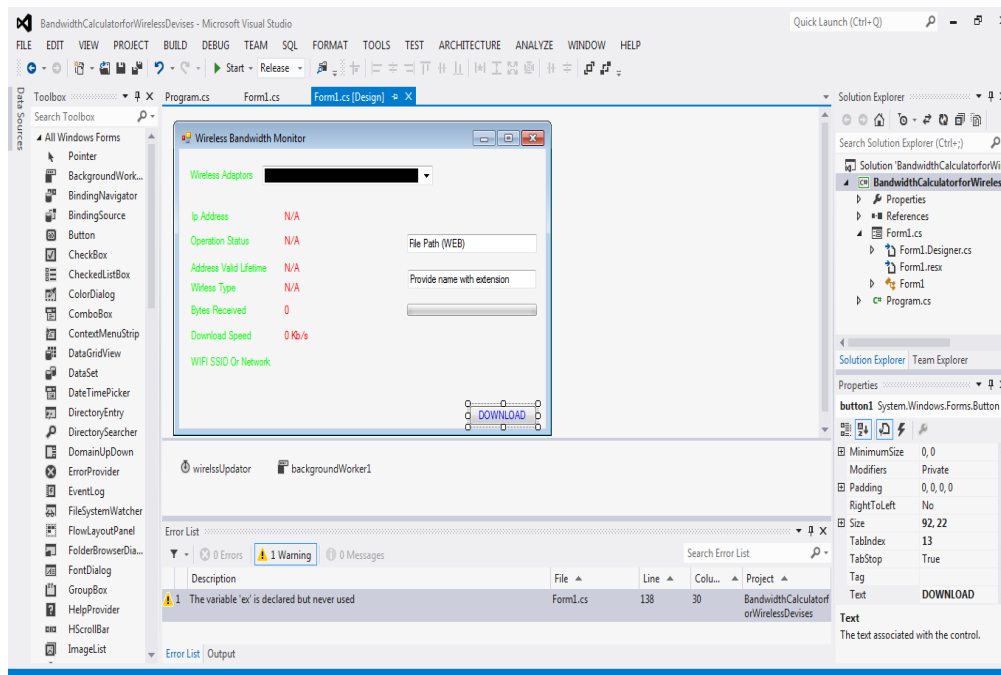 BandwidthCalculatorforWirelessDevises - Microsoft Visual Studio
Quick Launch (Ctrl+Q)
FILE EDIT VIEW PROJECT BUILD DEBUG TEAM SQL FORMAT TOOLS TEST ARCHITECTURE ANALYZE WINDOW HELP
Start Release
Data Sources
Toolbox
Search Toolbox
All Windows Forms
Pointer
BackgroundWork...
BindingNavigator
BindingSource
Button
CheckBox
CheckedListBox
ColorDialog
ComboBox
ContextMenuStrip
DataGridView
DataSet
DateTimePicker
DirectoryEntry
DirectorySearcher
DomainUpDown
ErrorProvider
EventLog
FileSystemWatcher
FlowLayoutPanel
FolderBrowserDia...
FontDialog
GroupBox
HelpProvider
HScrollBar
ImageList
Program.cs Form1.cs Form1.cs [Design]
Wireless Bandwidth Monitor
Wireless Adaptors
Ip Address N/A
Operation Status N/A
File Path (WEB)
Address Valid Lifetime N/A
Provide name with extension
Wirless Type N/A
Bytes Received 0
Download Speed 0 Kb/s
WIFI SSID Or Network
DOWNLOAD
wirelssUpdator backgroundWorker1
Error List
0 Errors 1 Warning 0 Messages
Search Error List
Description File Line Colu... Project
1 The variable 'ex' is declared but never used Form1.cs 138 30 BandwidthCalculatorf
orWirelessDevises
Error List Output
Solution Explorer
Search Solution Explorer (Ctrl+;)
Solution 'BandwidthCalculatorforWi
BandwidthCalculatorforWireles
Properties
References
Form1.cs
Form1.Designer.cs
Form1.resx
Form1
Program.cs
Solution Explorer Team Explorer
Properties
button1 System.Windows.Forms.Button
MinimumSize 0, 0
Modifiers Private
Padding 0, 0, 0, 0
RightToLeft No
Size 92, 22
TabIndex 13
TabStop True
Tag
Text DOWNLOAD
Text
The text associated with the control.